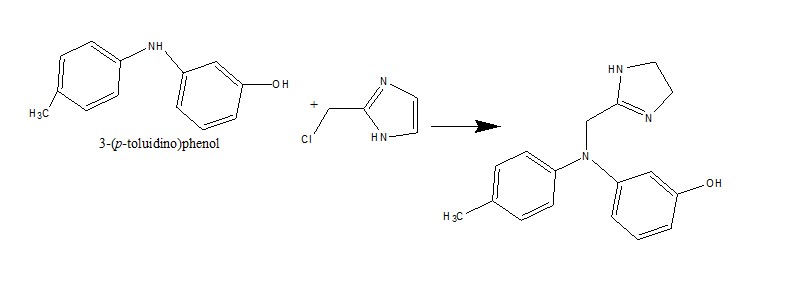 NH
OH
H3C
3-(p-toluidino)phenol
+
N
HN
Cl
HN
N
N
OH
H3C